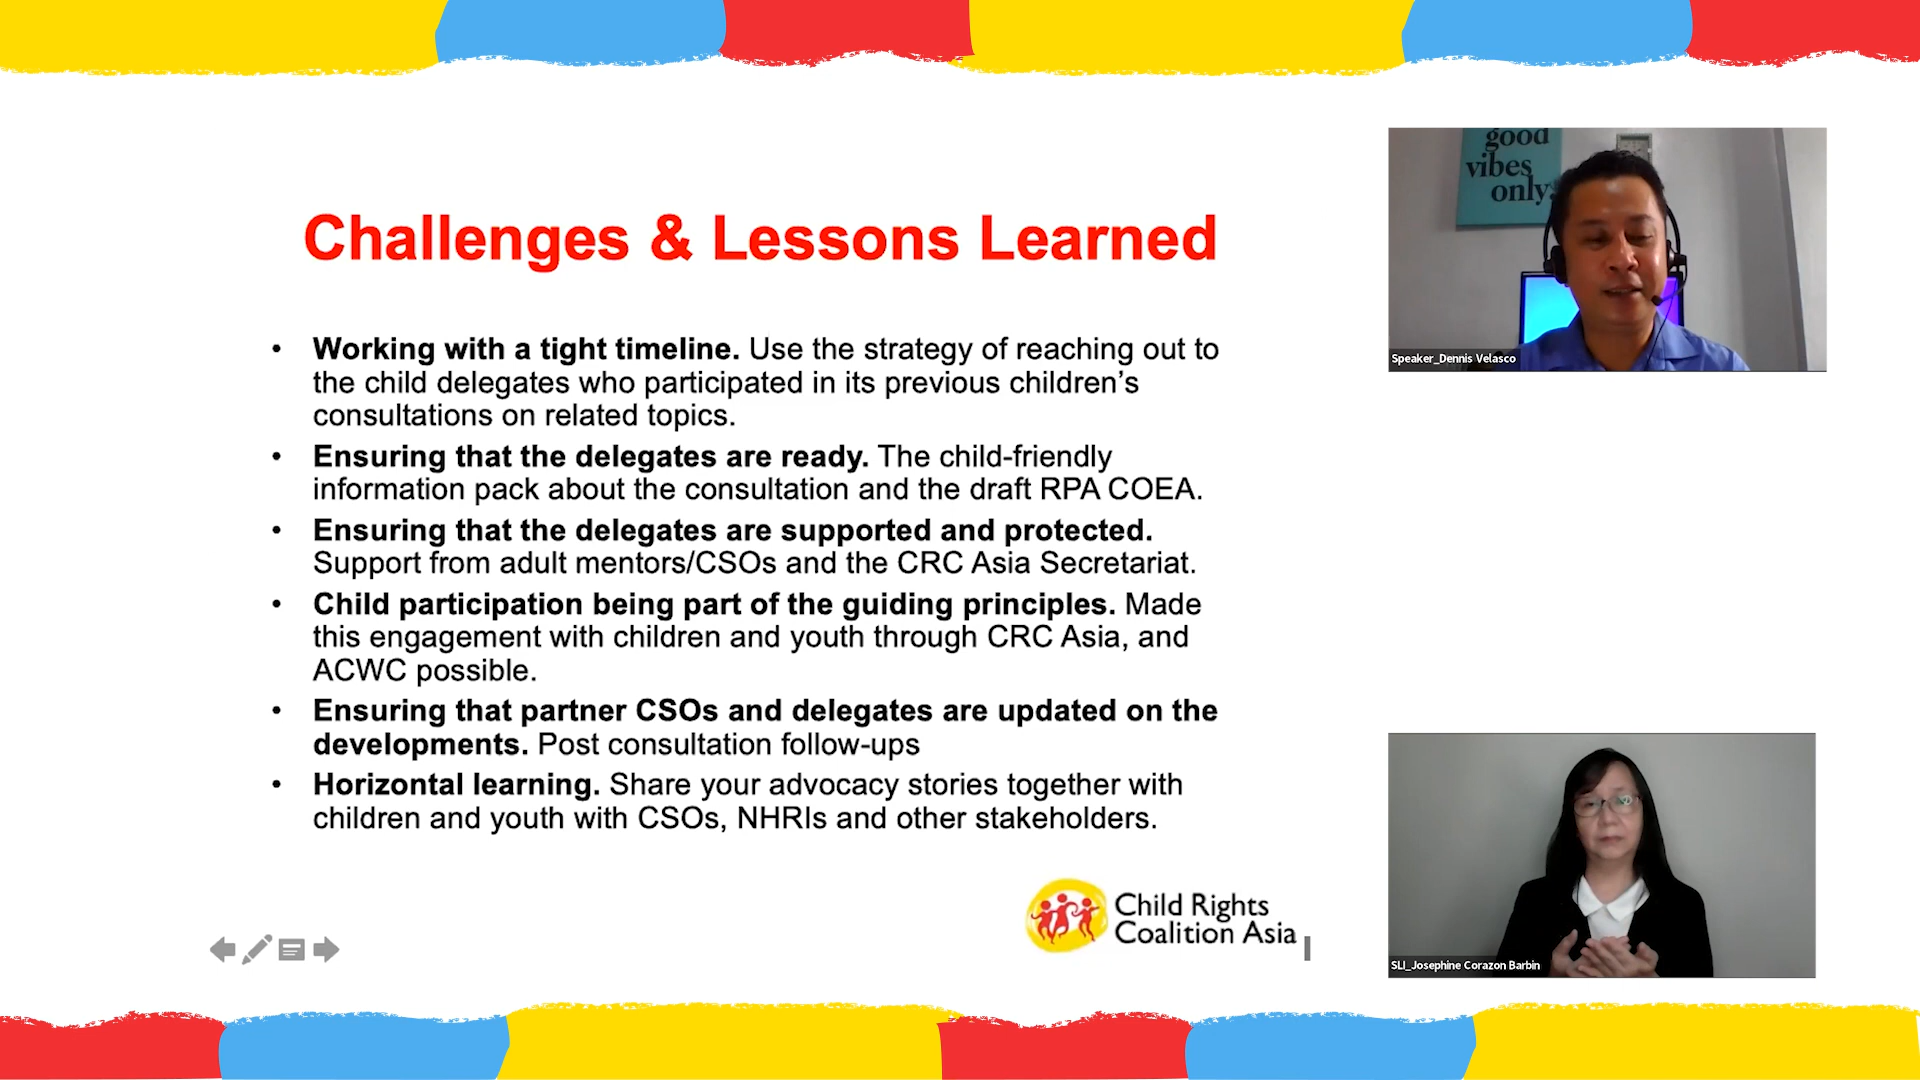 Challenges & Lessons Learned
• Working with a tight timeline. Use the strategy of reaching out to
the child delegates who participated in its previous children's
consultations on related topics.
• Ensuring that the delegates are ready. The child-friendly
information pack about the consultation and the draft RPA COEA.
• Ensuring that the delegates are supported and protected.
Support from adult mentors/CSOs and the CRC Asia Secretariat.
• Child participation being part of the guiding principles. Made
this engagement with children and youth through CRC Asia, and
ACWC possible.
• Ensuring that partner CSOs and delegates are updated on the
developments. Post consultation follow-ups
• Horizontal learning. Share your advocacy stories together with
children and youth with CSOs, NHRIs and other stakeholders.
Child Rights
Coalition Asia
good
vibes
only.
Speaker_Dennis Velasco
SLI_Josephine Corazon Barbin